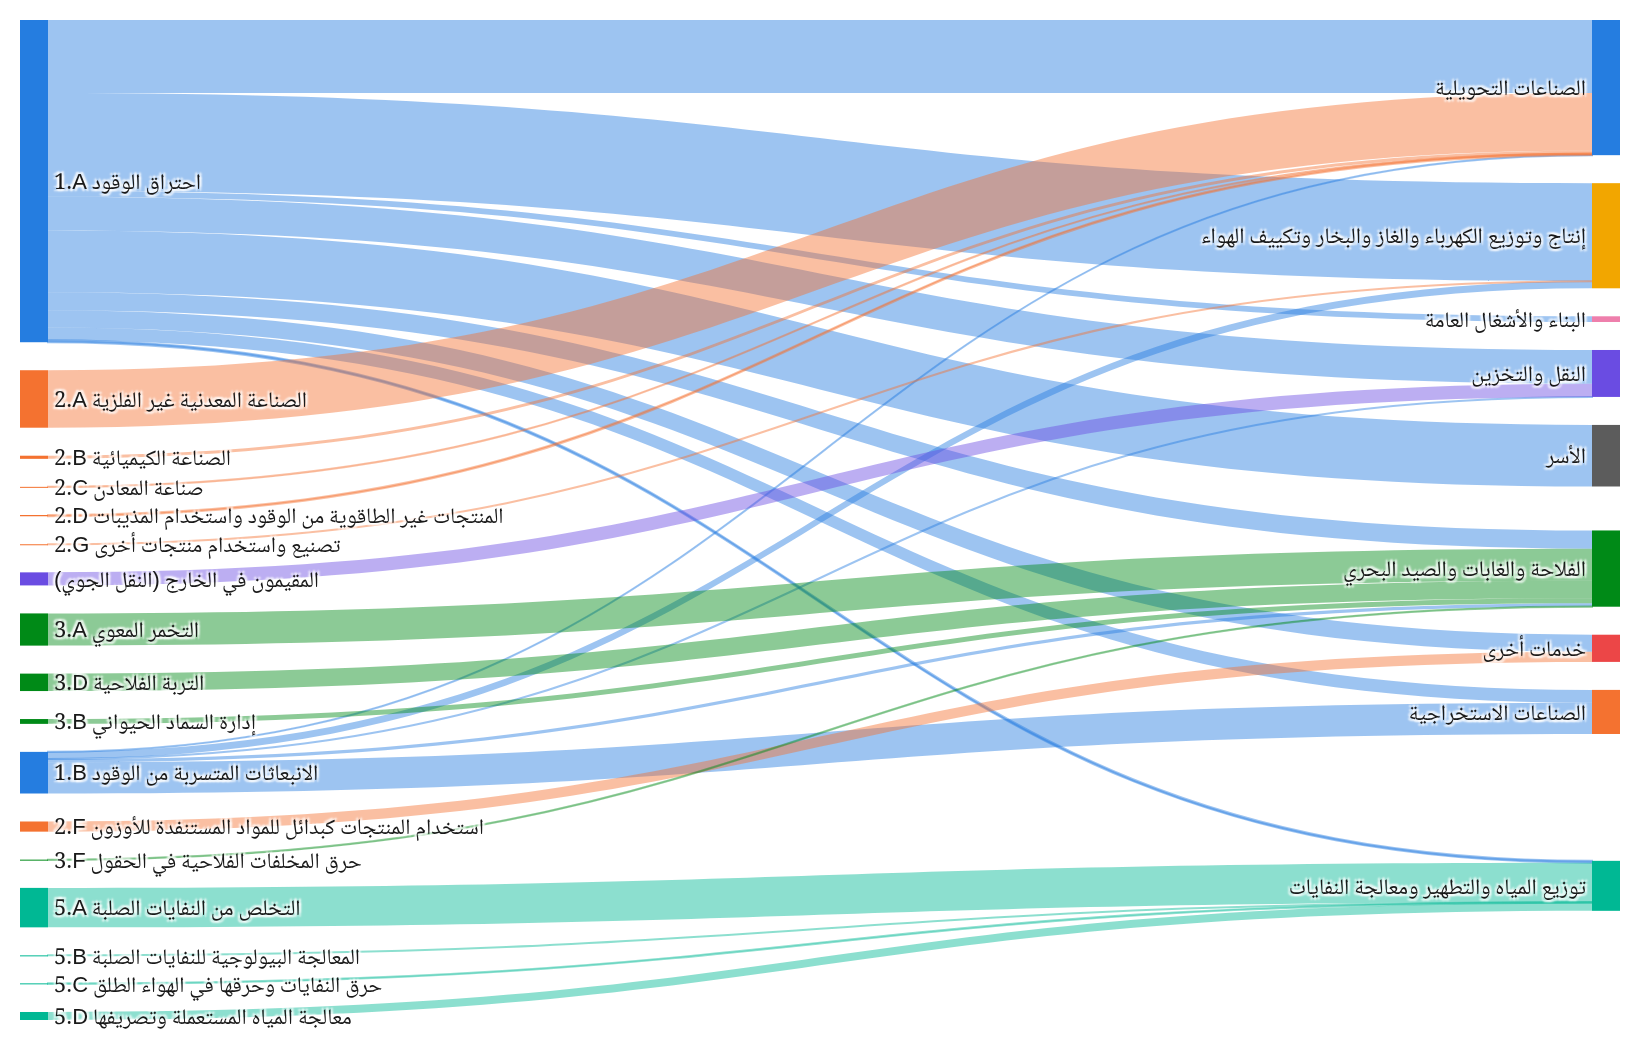 1.A احتراق الوقود
2.A الصناعة المعدنية غير الفلزية
2.B الصناعة الكيميائية
2.C صناعة المعادن
2.D المنتجات غير الطاقوية من الوقود واستخدام المذيبات
2.G تصنيع واستخدام منتجات أخرى
المقيمون في الخارج (النقل الجوي)
3.A التخمر المعوي
3.D التربة الفلاحية
3.B إدارة السماد الحيواني
1.B الانبعاثات المتسربة من الوقود
2.F استخدام المنتجات كبدائل للمواد المستنفدة للأوزون
3.F حرق المخلفات الفلاحية في الحقول
5.A التخلص من النفايات الصلبة
5.B المعالجة البيولوجية للنفايات الصلبة
5.C حرق النفايات وحرقها في الهواء الطلق
5.D معالجة المياه المستعملة وتصريفها
الصناعات التحويلية
إنتاج وتوزيع الكهرباء والغاز والبخار وتكييف الهواء
البناء والأشغال العامة
النقل والتخزين
الأسر
الفلاحة والغابات والصيد البحري
خدمات أخرى
الصناعات الاستخراجية
توزيع المياه والتطهير ومعالجة النفايات